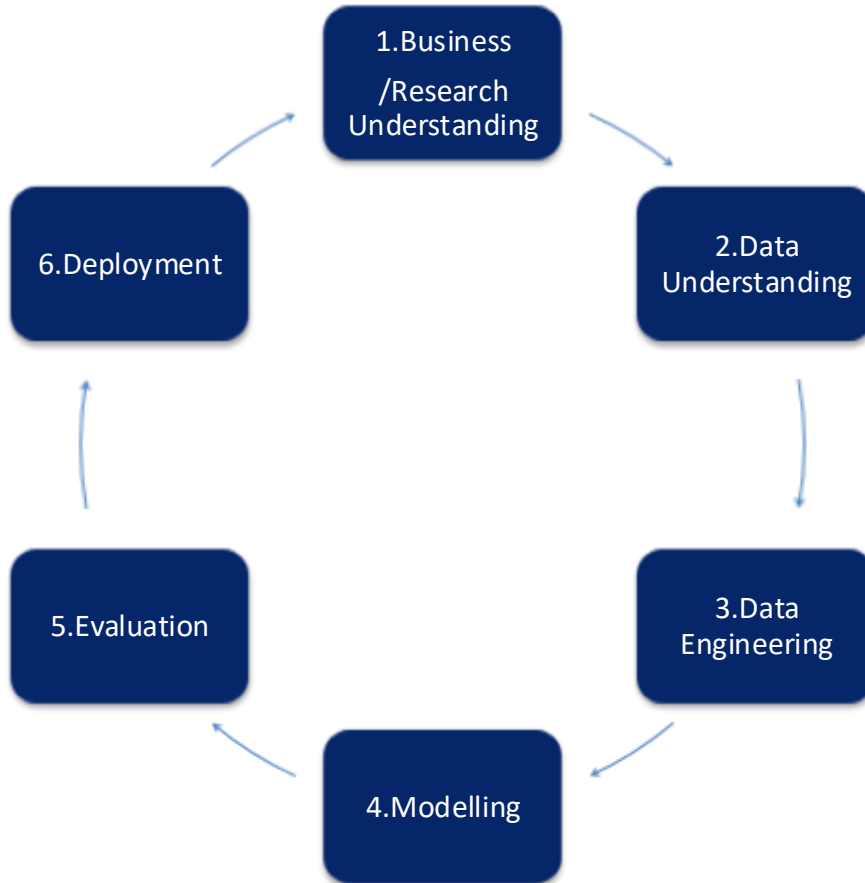 1.Business
/Research
Understanding
2.Data
Understanding
3.Data
Engineering
4.Modelling
5.Evaluation
6.Deployment